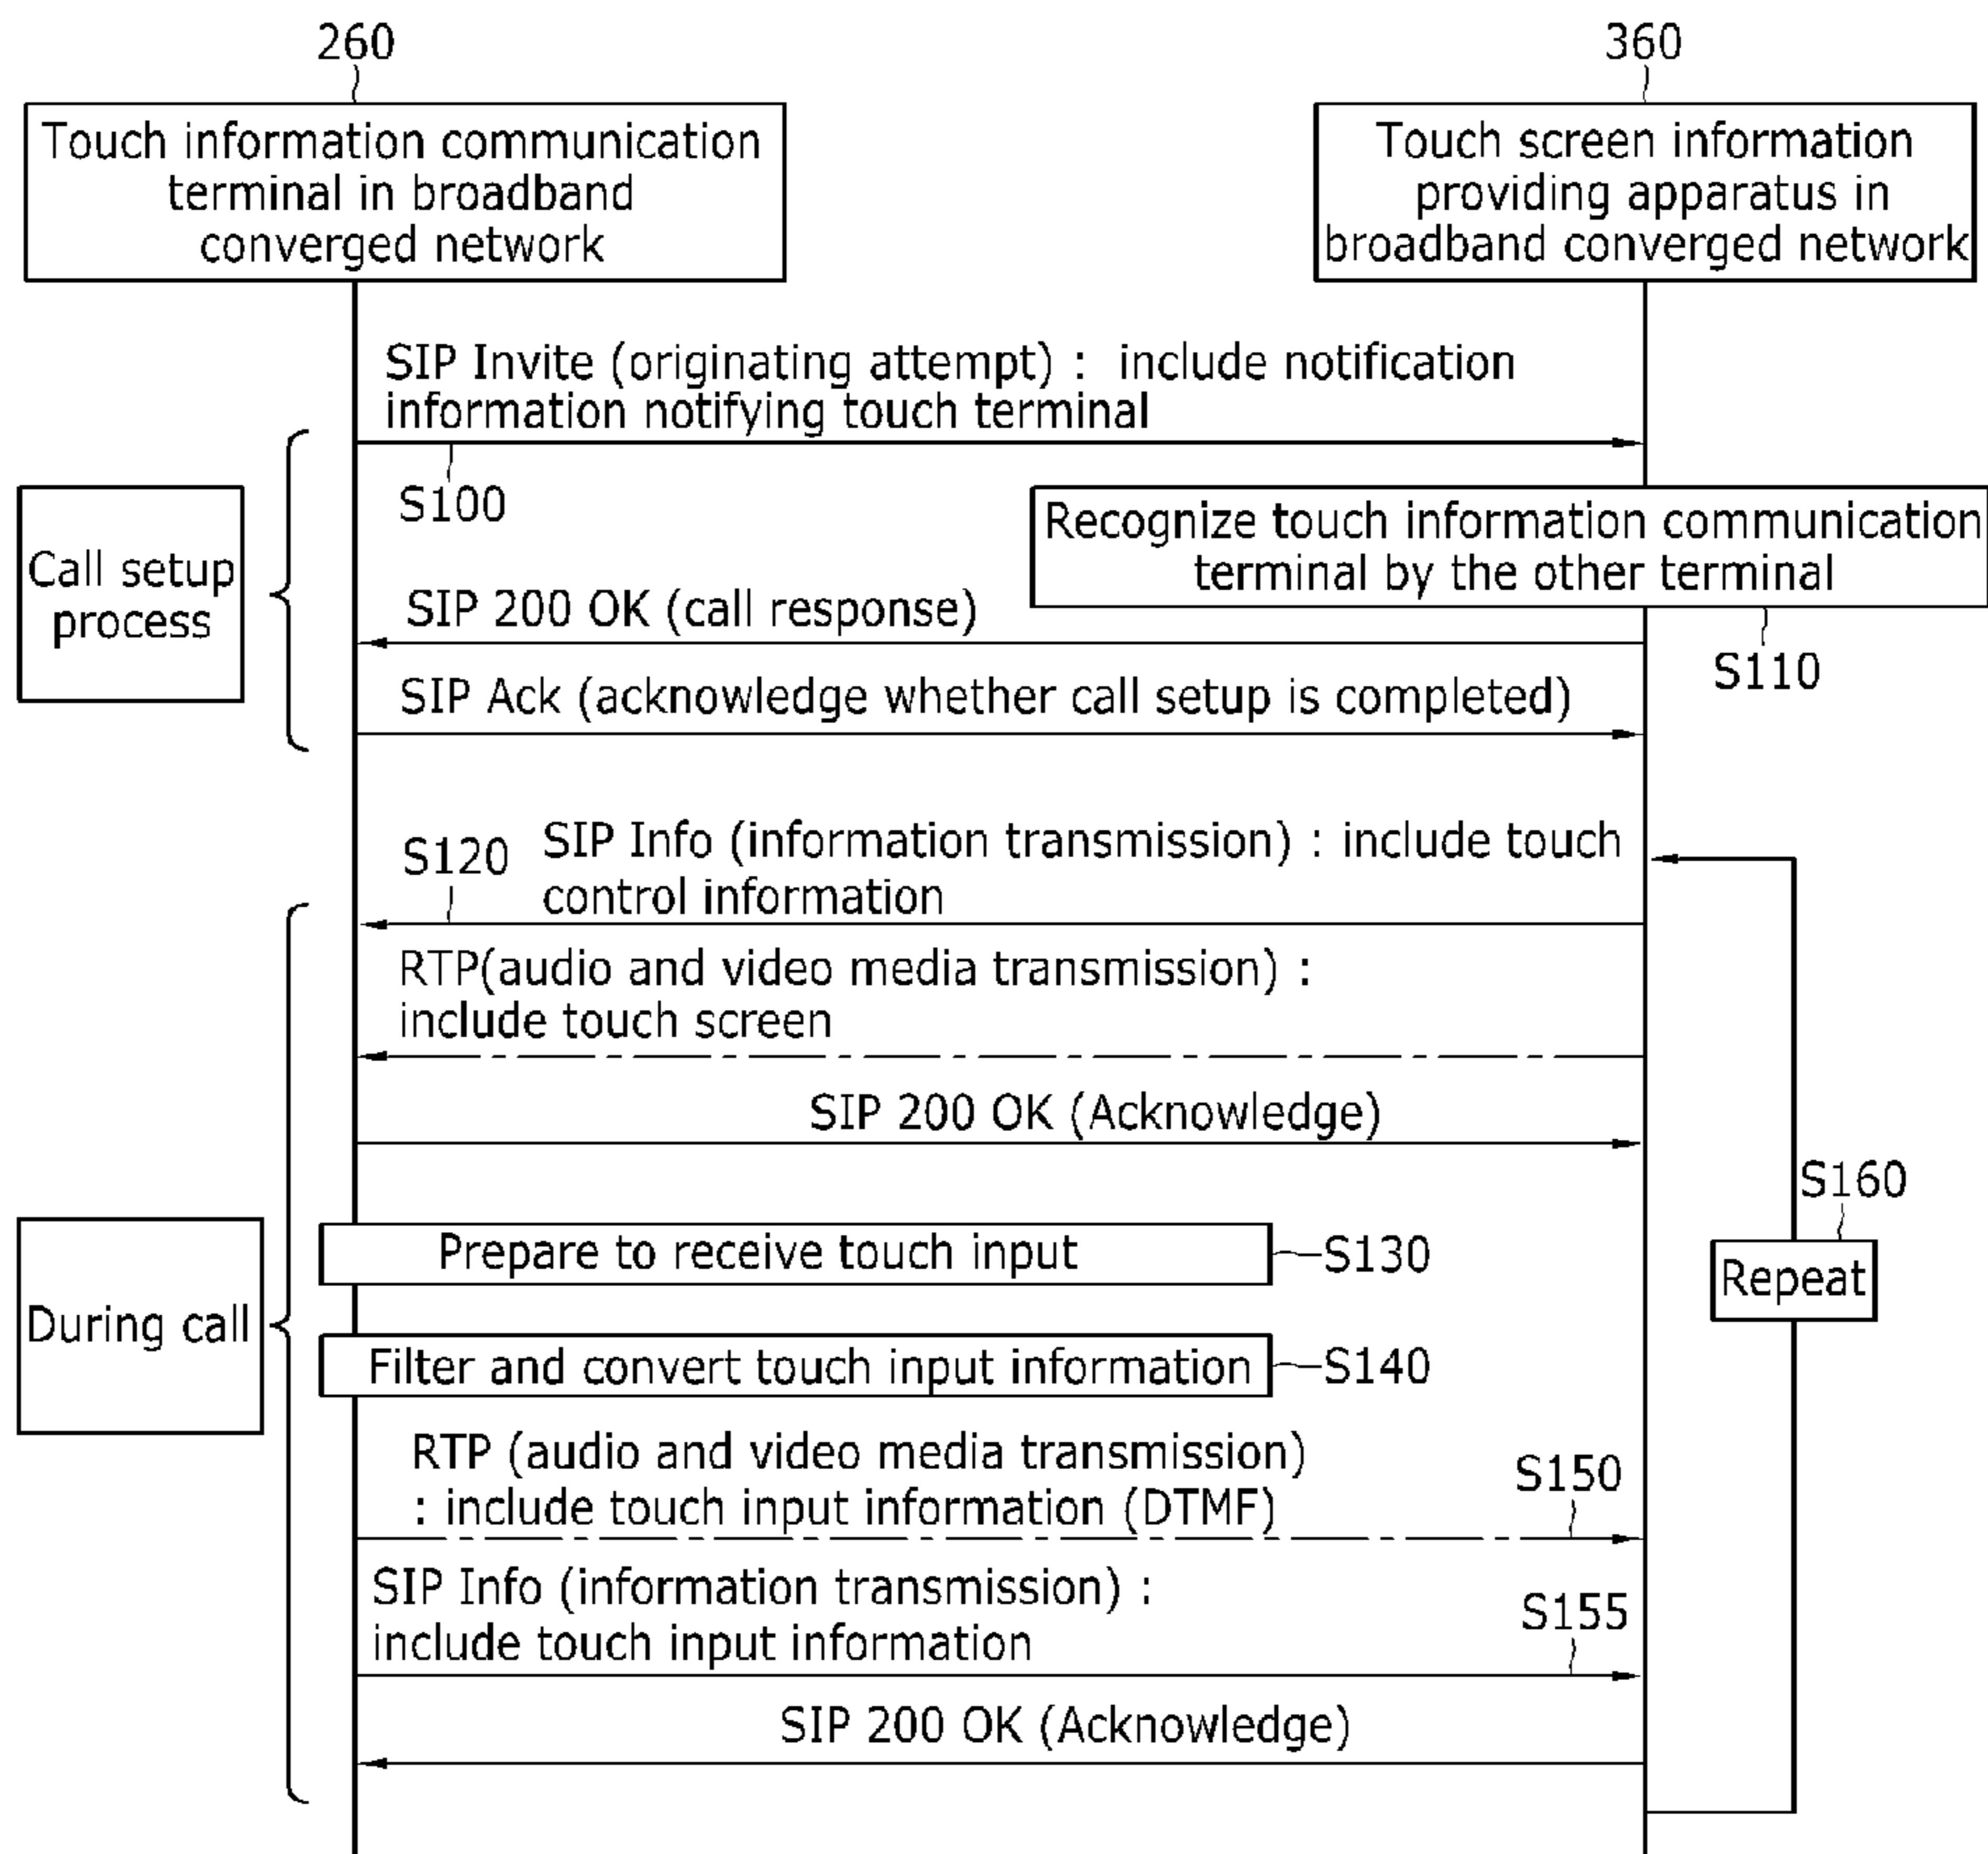 260
360
Touch information communication
terminal in broadband
converged network
Touch screen information
providing apparatus in
broadband converged network
SIP Invite (originating attempt) : include notification
information notifying touch terminal
S100
Call setup
process
Recognize touch information communication
terminal by the other terminal
SIP 200 OK (call response)
S110
SIP Ack (acknowledge whether call setup is completed)
S120
SIP Info (information transmission) : include touch
control information
RTP(audio and video media transmission) :
include touch screen
SIP 200 OK (Acknowledge)
S160
Repeat
Prepare to receive touch input
S130
During call
Filter and convert touch input information
S140
RTP (audio and video media transmission)
: include touch input information (DTMF)
S150
SIP Info (information transmission) :
include touch input information
S155
SIP 200 OK (Acknowledge)